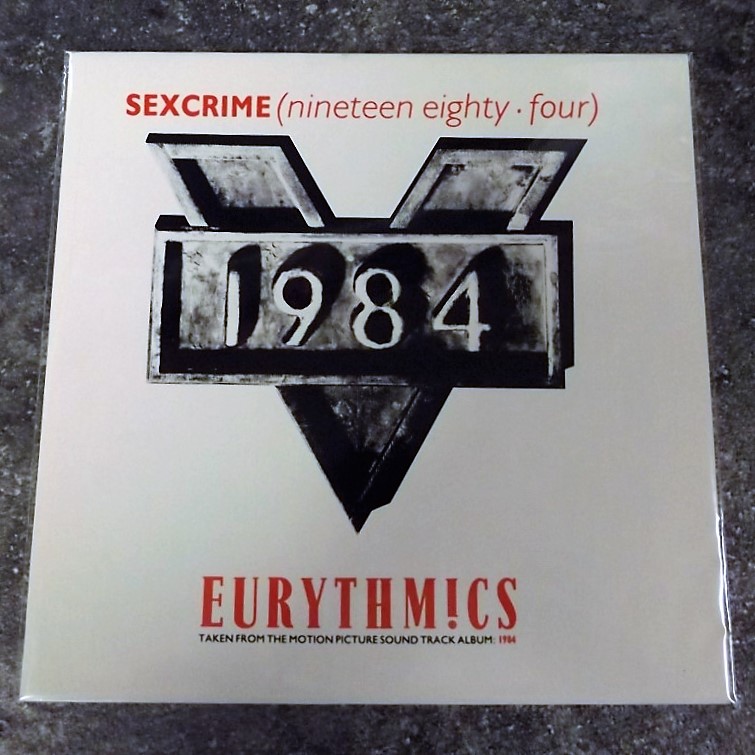 SEXCRIME (nineteen eighty · four)
1984
EURYTHM!CS
TAKEN FROM THE MOTION PICTURE SOUND TRACK ALBUM: 1984